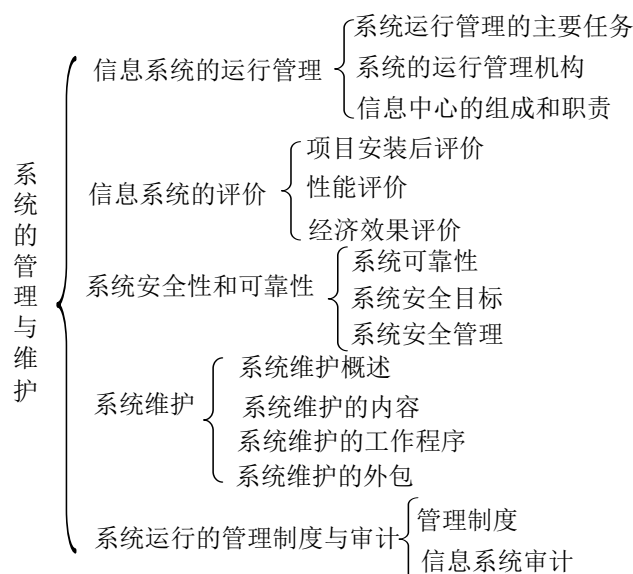 系统的管理与维护
信息系统的运行管理
系统运行管理的主要任务
系统的运行管理机构
信息中心的组成和职责
信息系统的评价
项目安装后评价
性能评价
经济效果评价
系统安全性和可靠性
系统可靠性
系统安全目标
系统安全管理
系统维护
系统维护概述
系统维护的内容
系统维护的工作程序
系统维护的外包
系统运行的管理制度与审计
管理制度
信息系统审计